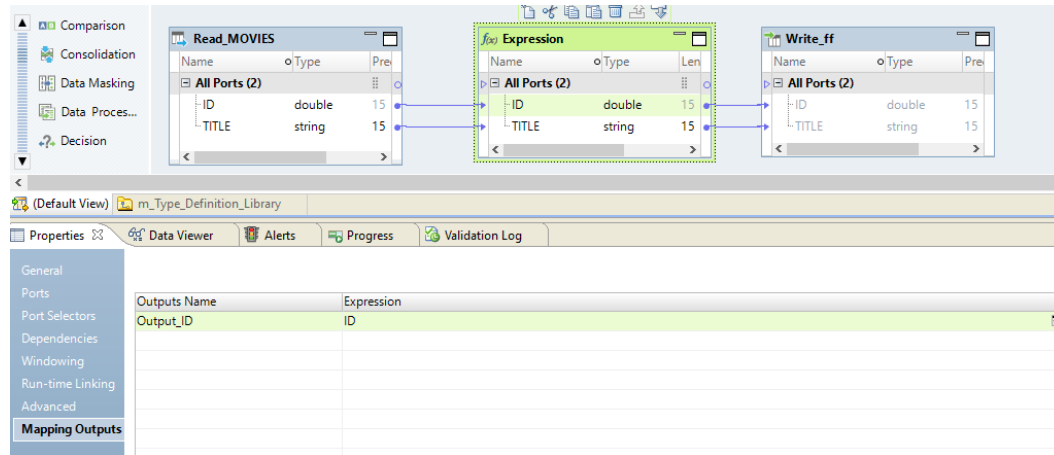 Comparison
Consolidation
Data Masking
Data Proces...
Decision
Read_MOVIES
Name Type Pre
All Ports (2)
ID double 15
TITLE string 15
f(x) Expression
Name Type Len
All Ports (2)
ID double 15
TITLE string 15
Write_ff
Name Type Pre
All Ports (2)
ID double 15
TITLE string 15
(Default View) m_Type_Definition_Library
Properties Data Viewer Alerts Progress Validation Log
General
Ports
Port Selectors
Dependencies
Windowing
Run-time Linking
Advanced
Mapping Outputs
Outputs Name Expression
Output_ID ID